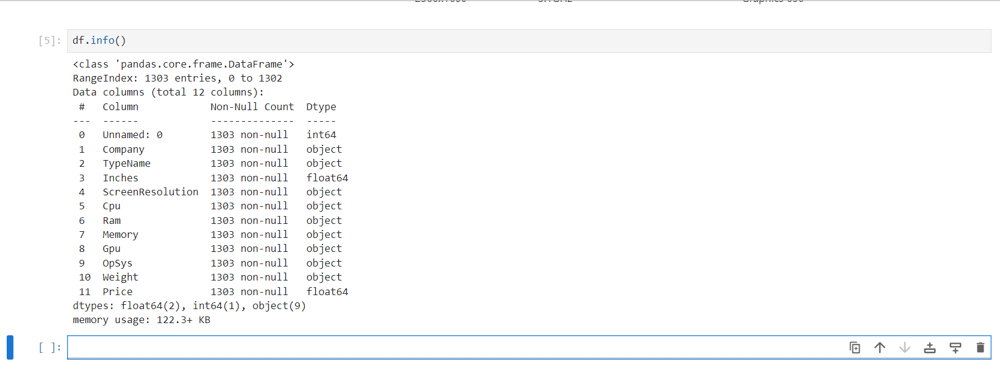 [5]: df.info()
<class 'pandas.core.frame.DataFrame'>
RangeIndex: 1303 entries, 0 to 1302
Data columns (total 12 columns):
 #   Column            Non-Null Count  Dtype
---  ------            --------------  -----
 0   Unnamed: 0        1303 non-null   int64
 1   Company           1303 non-null   object
 2   TypeName          1303 non-null   object
 3   Inches            1303 non-null   float64
 4   ScreenResolution  1303 non-null   object
 5   Cpu               1303 non-null   object
 6   Ram               1303 non-null   object
 7   Memory            1303 non-null   object
 8   Gpu               1303 non-null   object
 9   OpSys             1303 non-null   object
 10  Weight            1303 non-null   object
 11  Price             1303 non-null   float64
dtypes: float64(2), int64(1), object(9)
memory usage: 122.3+ KB
[ ]: